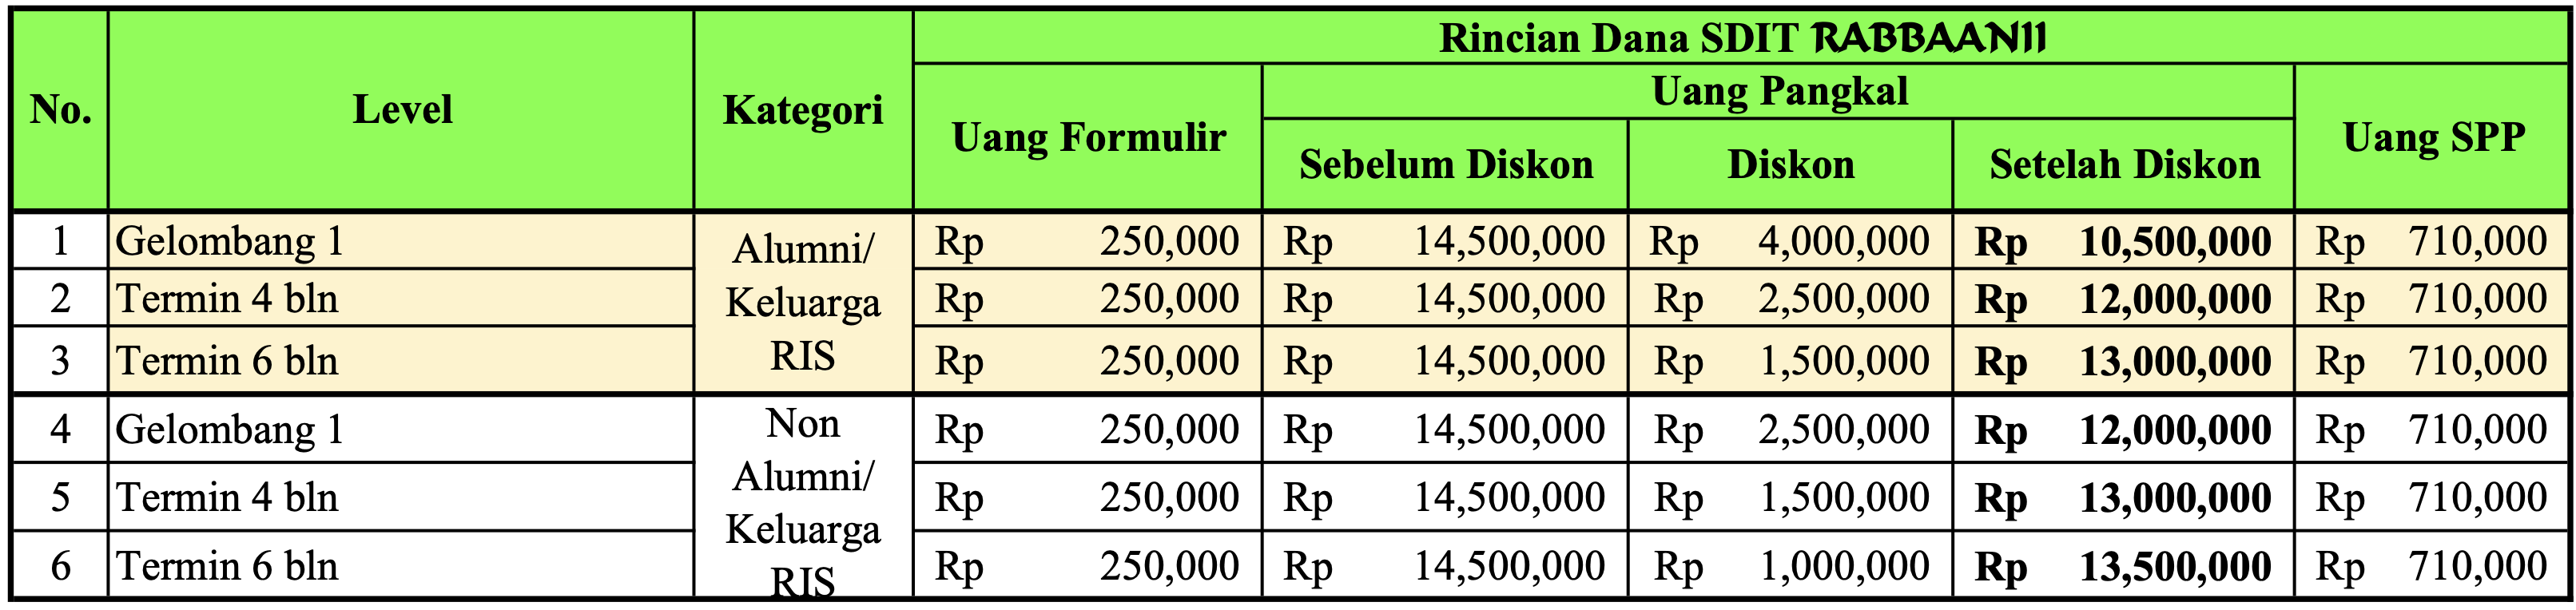 Rincian Dana SDIT RABBAANII
No. Level Kategori Uang Formulir Uang Pangkal Uang SPP
Sebelum Diskon Diskon Setelah Diskon
1 Gelombang 1 Alumni/ Keluarga RIS Rp 250,000 Rp 14,500,000 Rp 4,000,000 Rp 10,500,000 Rp 710,000
2 Termin 4 bln Rp 250,000 Rp 14,500,000 Rp 2,500,000 Rp 12,000,000 Rp 710,000
3 Termin 6 bln Rp 250,000 Rp 14,500,000 Rp 1,500,000 Rp 13,000,000 Rp 710,000
4 Gelombang 1 Non Alumni/ Keluarga RIS Rp 250,000 Rp 14,500,000 Rp 2,500,000 Rp 12,000,000 Rp 710,000
5 Termin 4 bln Rp 250,000 Rp 14,500,000 Rp 1,500,000 Rp 13,000,000 Rp 710,000
6 Termin 6 bln Rp 250,000 Rp 14,500,000 Rp 1,000,000 Rp 13,500,000 Rp 710,000